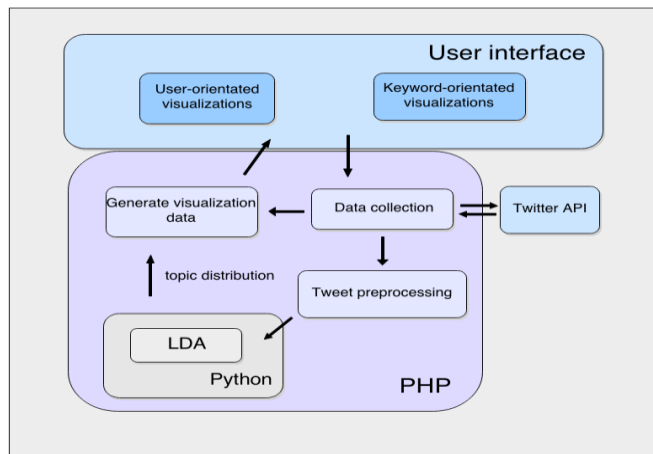 User interface
User-orientated
visualizations
Keyword-orientated
visualizations
Generate visualization
data
Data collection
Twitter API
topic distribution
Tweet preprocessing
LDA
Python
PHP